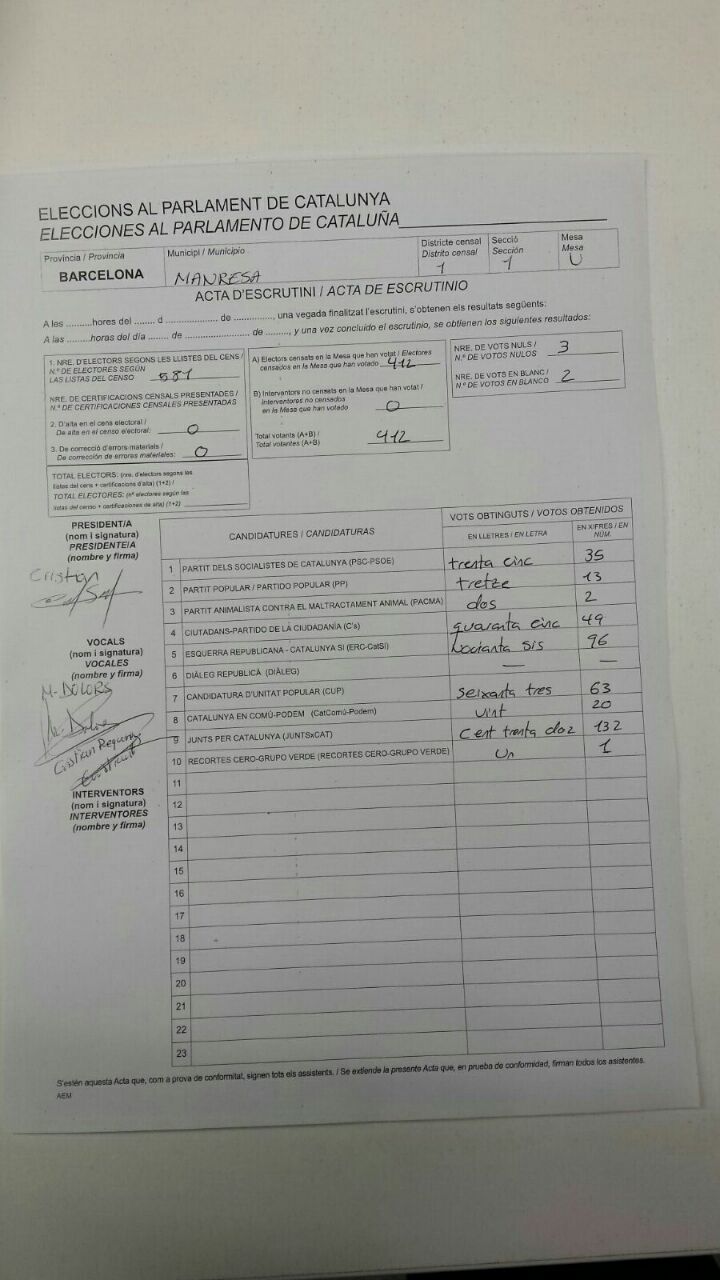 ELECCIONS AL PARLAMENT DE CATALUNYA
ELECCIONES AL PARLAMENTO DE CATALUÑA
Província / Provincia
BARCELONA
Municipi / Municipio
MANRESA
Districte censal
Distrito censal
1
Secció
Sección
1
Mesa
Mesa
U
ACTA D'ESCRUTINI / ACTA DE ESCRUTINIO
A les ..........hores del ........ d ...................... de ..............., una vegada finalitzat l'escrutini, s'obtenen els resultats següents:
A las ..........horas del día ........ de ...................... de ........., y una vez concluido el escrutinio, se obtienen los siguientes resultados:
1. NRE. D'ELECTORS SEGONS LES LLISTES DEL CENS /
N.º DE ELECTORES SEGÚN
LAS LISTAS DEL CENSO 581
NRE. DE CERTIFICACIONS CENSALS PRESENTADES /
N.º DE CERTIFICACIONES CENSALES PRESENTADAS
2. D'alta en el cens electoral /
De alta en el censo electoral: 0
3. De correcció d'errors materials /
De corrección de errores materiales: 0
TOTAL ELECTORS: (nre. d'electors segons les
llistes del cens + certificacions d'alta) (1+2) /
TOTAL ELECTORES: (nº electores según las
listas del censo + certificaciones de alta) (1+2)
A) Electors censats en la Mesa que han votat / Electores
censados en la Mesa que han votado 412
B) Interventors no censats en la Mesa que han votat /
Interventores no censados
en la Mesa que han votado 0
Total votants (A+B) /
Total votantes (A+B) 412
NRE. DE VOTS NULS /
N.º DE VOTOS NULOS 3
NRE. DE VOTS EN BLANC /
N.º DE VOTOS EN BLANCO 2
PRESIDENT/A
(nom i signatura)
PRESIDENTE/A
(nombre y firma)
Cristian
VOCALS
(nom i signatura)
VOCALES
(nombre y firma)
M. DOLORS
Cristian
INTERVENTORS
(nom i signatura)
INTERVENTORES
(nombre y firma)
CANDIDATURES / CANDIDATURAS
VOTS OBTINGUTS / VOTOS OBTENIDOS
EN LLETRES / EN LETRA
EN XIFRES / EN NÚM.
1 PARTIT DELS SOCIALISTES DE CATALUNYA (PSC-PSOE) trenta cinc 35
2 PARTIT POPULAR / PARTIDO POPULAR (PP) tretze 13
3 PARTIT ANIMALISTA CONTRA EL MALTRACTAMENT ANIMAL (PACMA) dos 2
4 CIUTADANS-PARTIDO DE LA CIUDADANÍA (C's) quaranta cinc 49
5 ESQUERRA REPUBLICANA - CATALUNYA SÍ (ERC-CatSí) noranta sis 96
6 DIÀLEG REPUBLICÀ (DIÀLEG) — —
7 CANDIDATURA D'UNITAT POPULAR (CUP) seixanta tres 63
8 CATALUNYA EN COMÚ-PODEM (CatComú-Podem) vint 20
9 JUNTS PER CATALUNYA (JUNTSxCAT) cent trenta doz 132
10 RECORTES CERO-GRUPO VERDE (RECORTES CERO-GRUPO VERDE) Un 1
11
12
13
14
15
16
17
18
19
20
21
22
23
S'estén aquesta Acta que, com a prova de conformitat, signen tots els assistents. / Se extiende la presente Acta que, en prueba de conformidad, firman todos los asistentes.
AEM